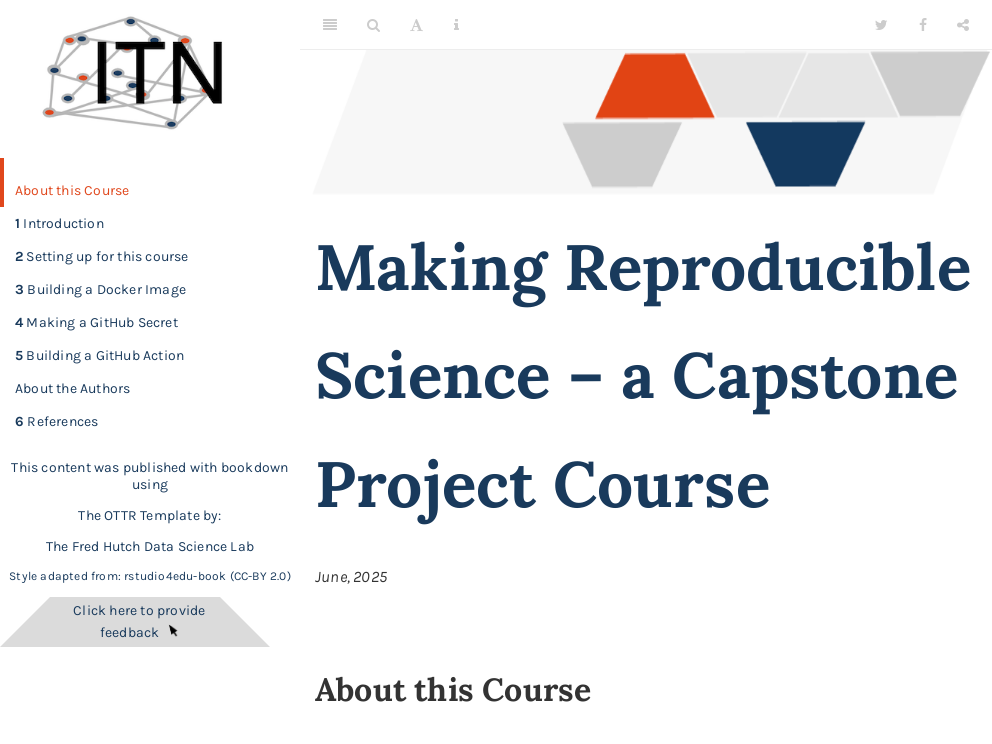 ITN
About this Course
1 Introduction
2 Setting up for this course
3 Building a Docker Image
4 Making a GitHub Secret
5 Building a GitHub Action
About the Authors
6 References
This content was published with bookdown
using
The OTTR Template by:
The Fred Hutch Data Science Lab
Style adapted from: rstudio4edu-book (CC-BY 2.0)
Click here to provide
feedback
A
i
Making Reproducible
Science – a Capstone
Project Course
June, 2025
About this Course